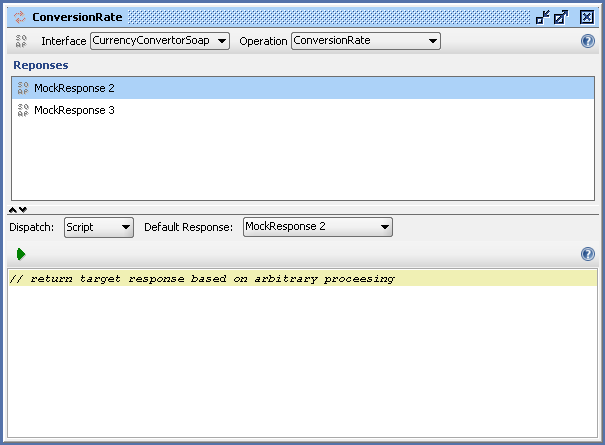 ConversionRate
Interface CurrencyConvertorSoap Operation ConversionRate
Reponses
MockResponse 2
MockResponse 3
Dispatch: Script Default Response: MockResponse 2
// return target response based on arbitrary proceesing